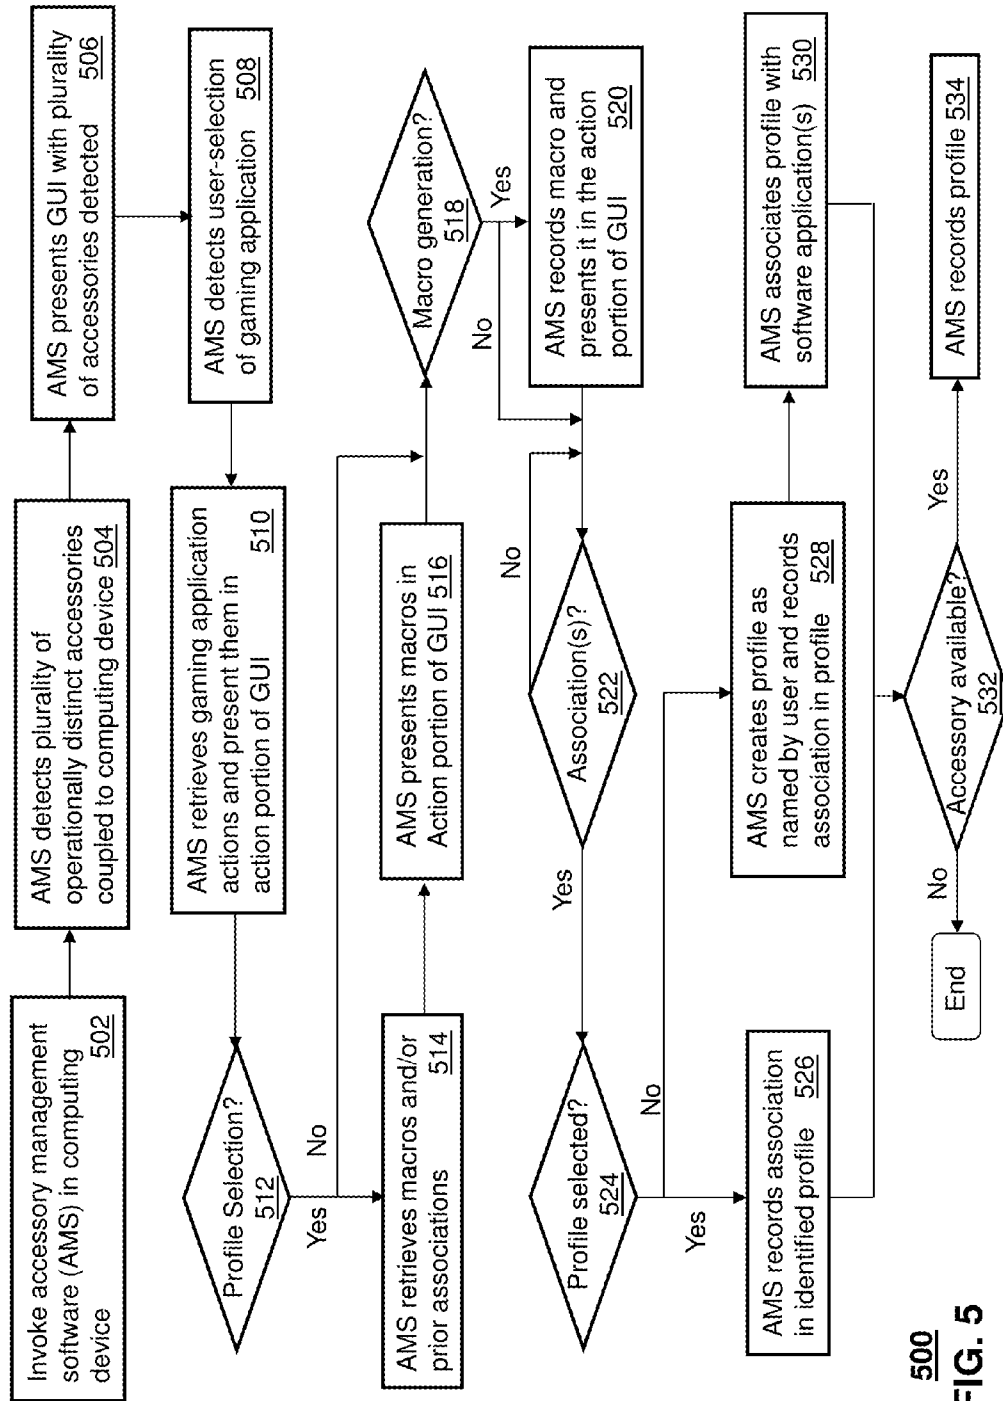 Invoke accessory management
software (AMS) in computing
device 502
AMS detects plurality of
operationally distinct accessories
coupled to computing device 504
AMS presents GUI with plurality
of accessories detected 506
AMS detects user-selection
of gaming application 508
AMS retrieves gaming application
actions and present them in
action portion of GUI 510
Profile Selection?
512
No
Yes
AMS retrieves macros and/or
prior associations 514
AMS presents macros in
Action portion of GUI 516
Macro generation?
518
No
Yes
AMS records macro and
presents it in the action
portion of GUI 520
Association(s)?
522
No
Yes
Profile selected?
524
No
Yes
AMS records association
in identified profile 526
AMS creates profile as
named by user and records
association in profile 528
AMS associates profile with
software application(s) 530
Accessory available?
532
No
Yes
End
AMS records profile 534
500
FIG. 5